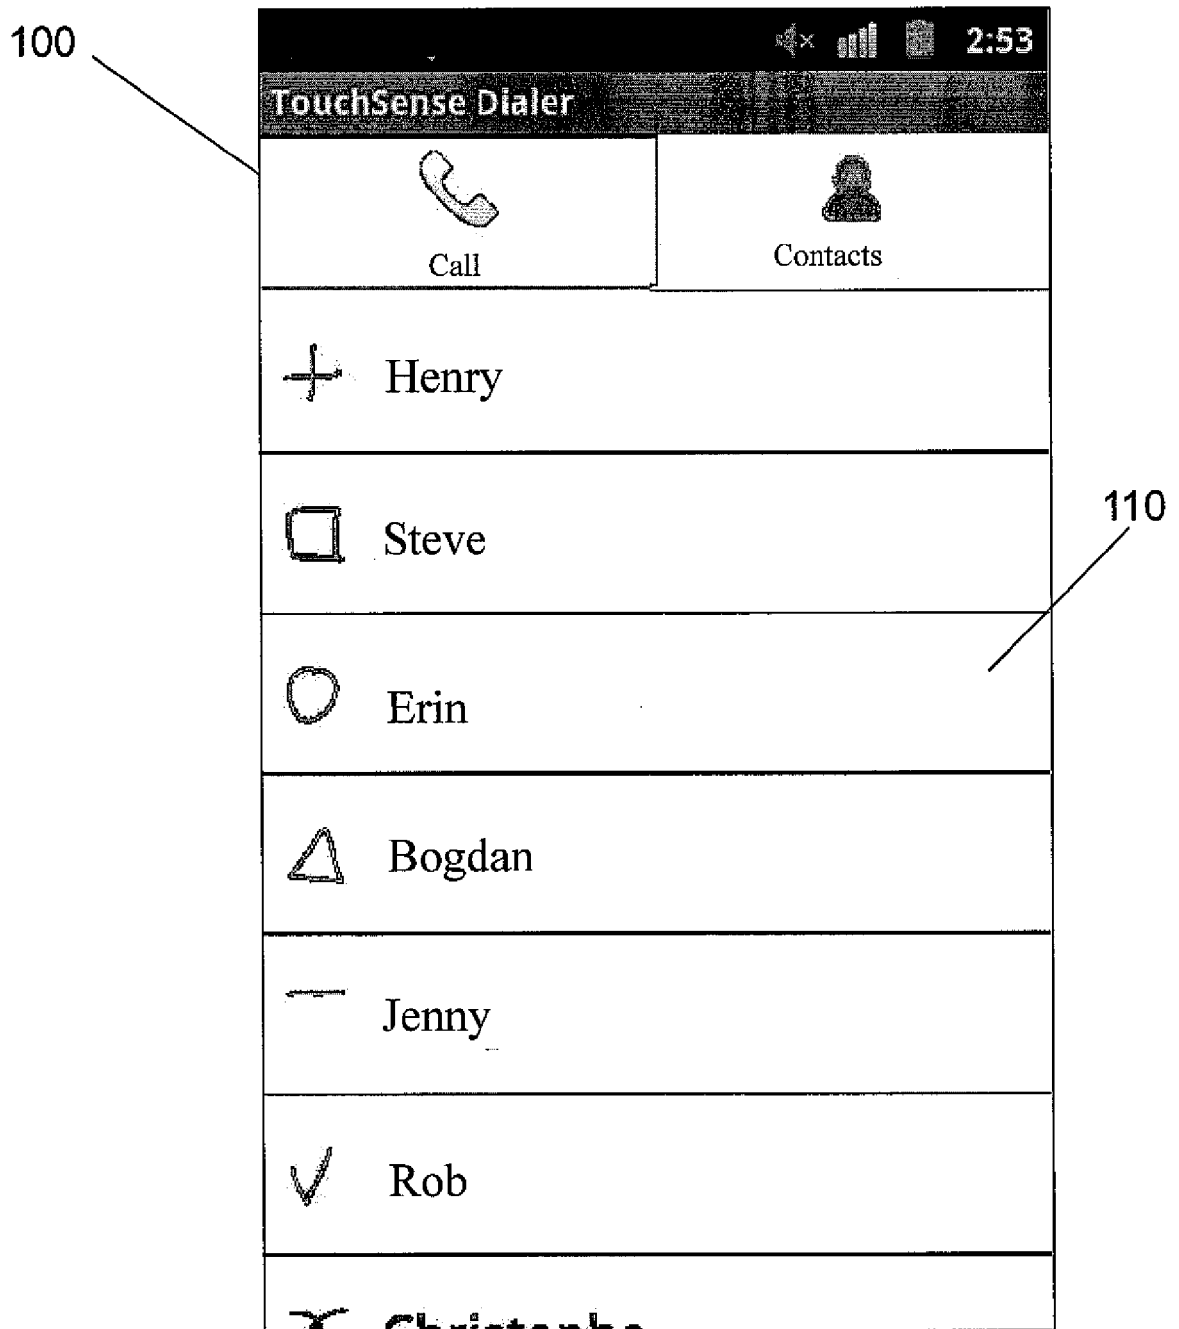 100
2:53
TouchSense Dialer
Call
Contacts
Henry
Steve
110
Erin
Bogdan
Jenny
Rob